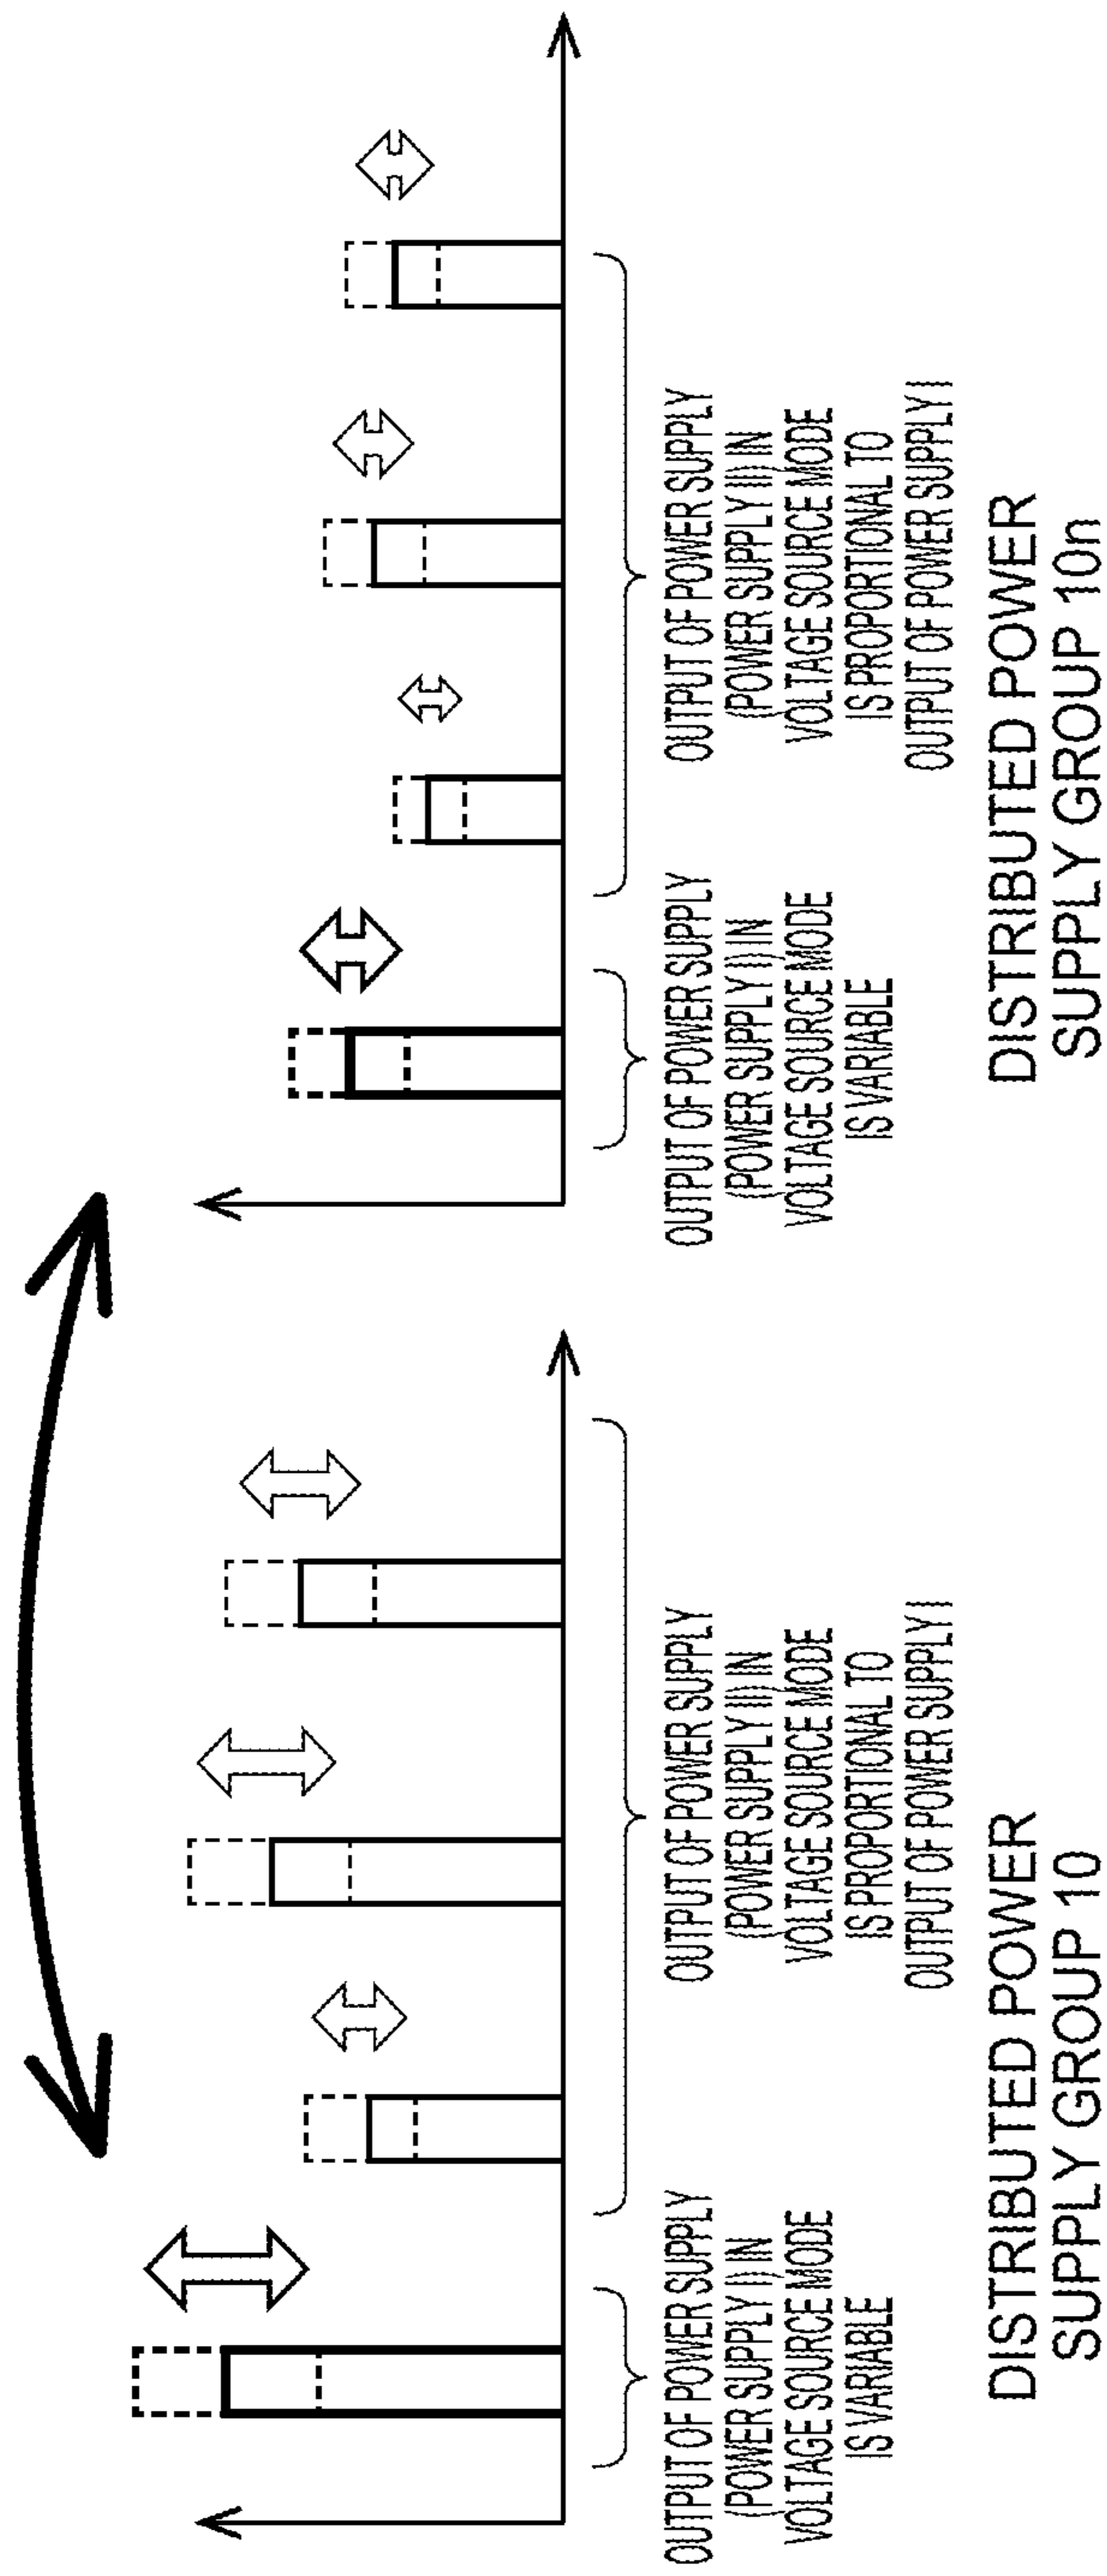 OUTPUT OF POWER SUPPLY
(POWER SUPPLY I) IN
VOLTAGE SOURCE MODE
IS VARIABLE
OUTPUT OF POWER SUPPLY
(POWER SUPPLY II) IN
VOLTAGE SOURCE MODE
IS PROPORTIONAL TO
OUTPUT OF POWER SUPPLY I
DISTRIBUTED POWER
SUPPLY GROUP 10
OUTPUT OF POWER SUPPLY
(POWER SUPPLY I) IN
VOLTAGE SOURCE MODE
IS VARIABLE
OUTPUT OF POWER SUPPLY
(POWER SUPPLY II) IN
VOLTAGE SOURCE MODE
IS PROPORTIONAL TO
OUTPUT OF POWER SUPPLY I
DISTRIBUTED POWER
SUPPLY GROUP 10n